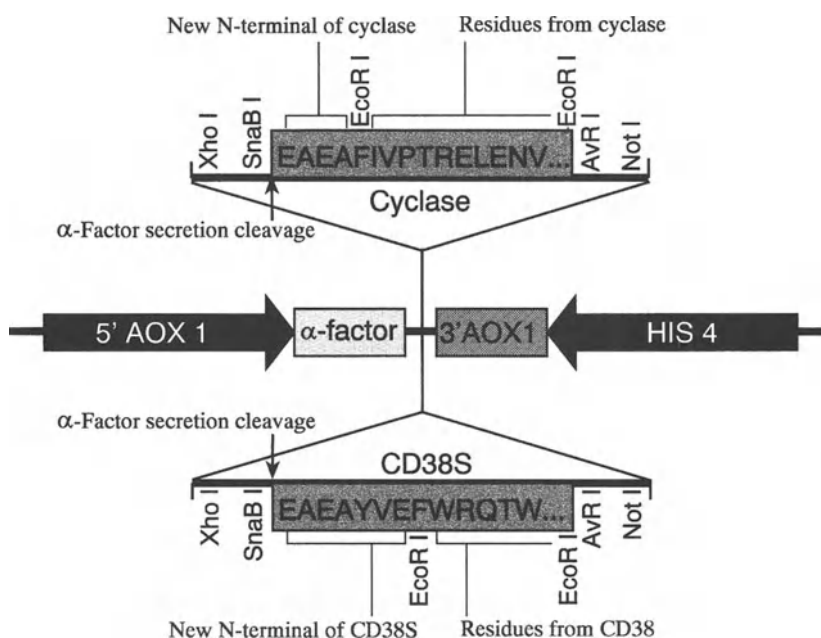 New N-terminal of cyclase
Residues from cyclase
Xho I
SnaB I
EcoR I
EcoR I
AvR I
Not I
EAEAFIVPTRELENV...
Cyclase
α-Factor secretion cleavage
5' AOX 1
α-factor
3'AOX1
HIS 4
α-Factor secretion cleavage
CD38S
EAEAYVEFWRQTW...
Xho I
SnaB I
EcoR I
EcoR I
AvR I
Not I
New N-terminal of CD38S
Residues from CD38